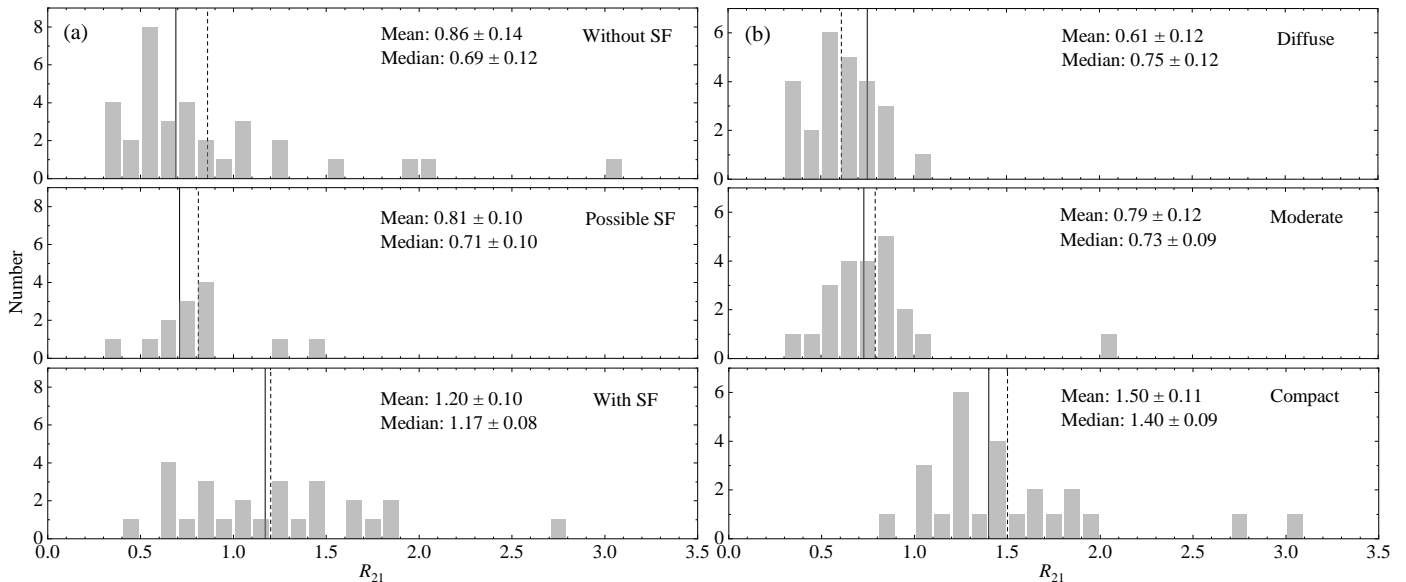 (a)
Mean: 0.86 ± 0.14
Without SF
Median: 0.69 ± 0.12
8
6
4
2
0
Possible SF
Mean: 0.81 ± 0.10
Median: 0.71 ± 0.10
8
6
4
2
0
With SF
Mean: 1.20 ± 0.10
Median: 1.17 ± 0.08
8
6
4
2
0
Number
0.0 0.5 1.0 1.5 2.0 2.5 3.0 3.5
R21
(b)
Mean: 0.61 ± 0.12
Diffuse
Median: 0.75 ± 0.12
6
4
2
0
Mean: 0.79 ± 0.12
Moderate
Median: 0.73 ± 0.09
6
4
2
0
Mean: 1.50 ± 0.11
Compact
Median: 1.40 ± 0.09
6
4
2
0
0.0 0.5 1.0 1.5 2.0 2.5 3.0 3.5
R21